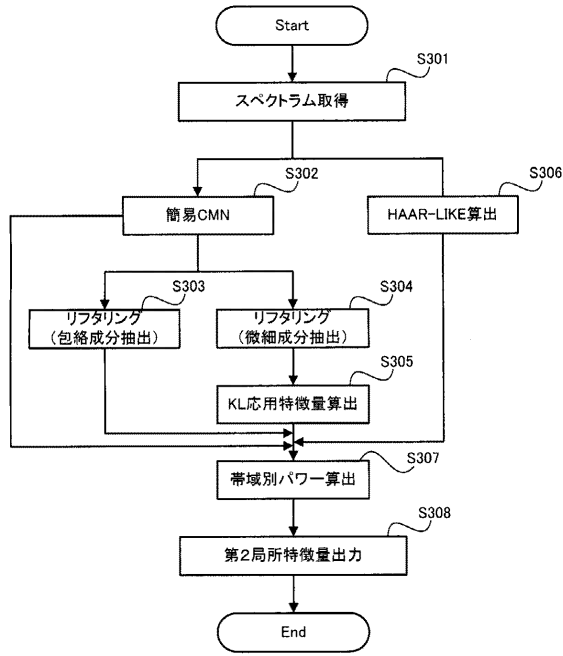 Start
S301
スペクトラム取得
S302
簡易CMN
S306
HAAR-LIKE算出
S303
リフタリング
(包絡成分抽出)
S304
リフタリング
(微細成分抽出)
S305
KL応用特徴量算出
S307
帯域別パワー算出
S308
第2局所特徴量出力
End